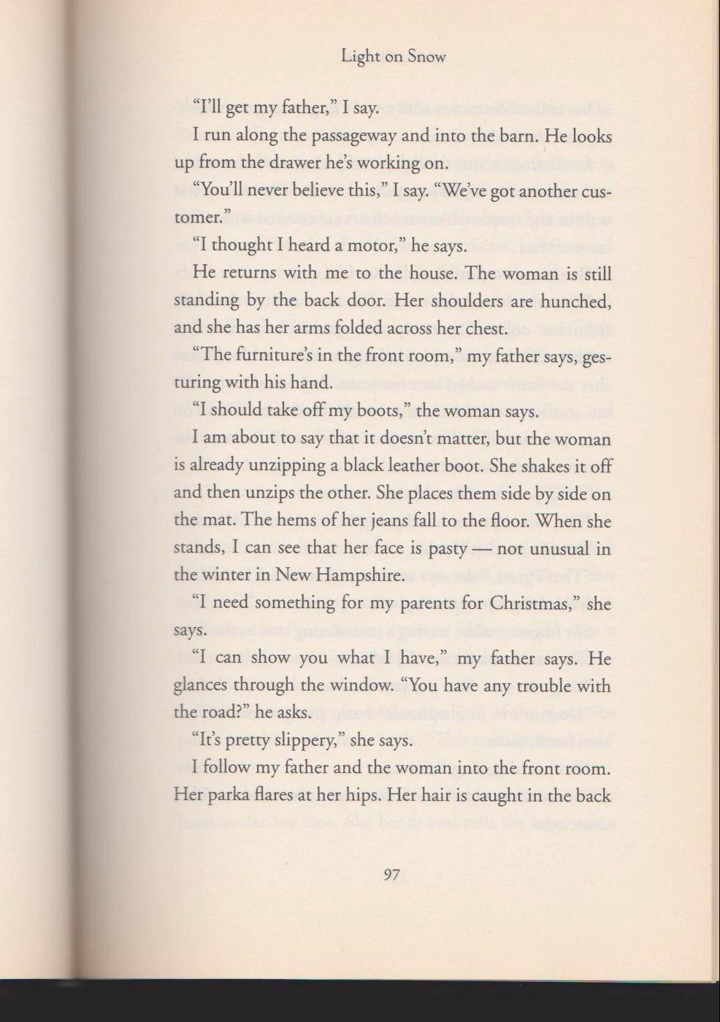 Light on Snow
“I’ll get my father,” I say.
I run along the passageway and into the barn. He looks
up from the drawer he’s working on.
“You’ll never believe this,” I say. “We’ve got another cus-
tomer.”
“I thought I heard a motor,” he says.
He returns with me to the house. The woman is still
standing by the back door. Her shoulders are hunched,
and she has her arms folded across her chest.
“The furniture’s in the front room,” my father says, ges-
turing with his hand.
“I should take off my boots,” the woman says.
I am about to say that it doesn’t matter, but the woman
is already unzipping a black leather boot. She shakes it off
and then unzips the other. She places them side by side on
the mat. The hems of her jeans fall to the floor. When she
stands, I can see that her face is pasty — not unusual in
the winter in New Hampshire.
“I need something for my parents for Christmas,” she
says.
“I can show you what I have,” my father says. He
glances through the window. “You have any trouble with
the road?” he asks.
“It’s pretty slippery,” she says.
I follow my father and the woman into the front room.
Her parka flares at her hips. Her hair is caught in the back
97